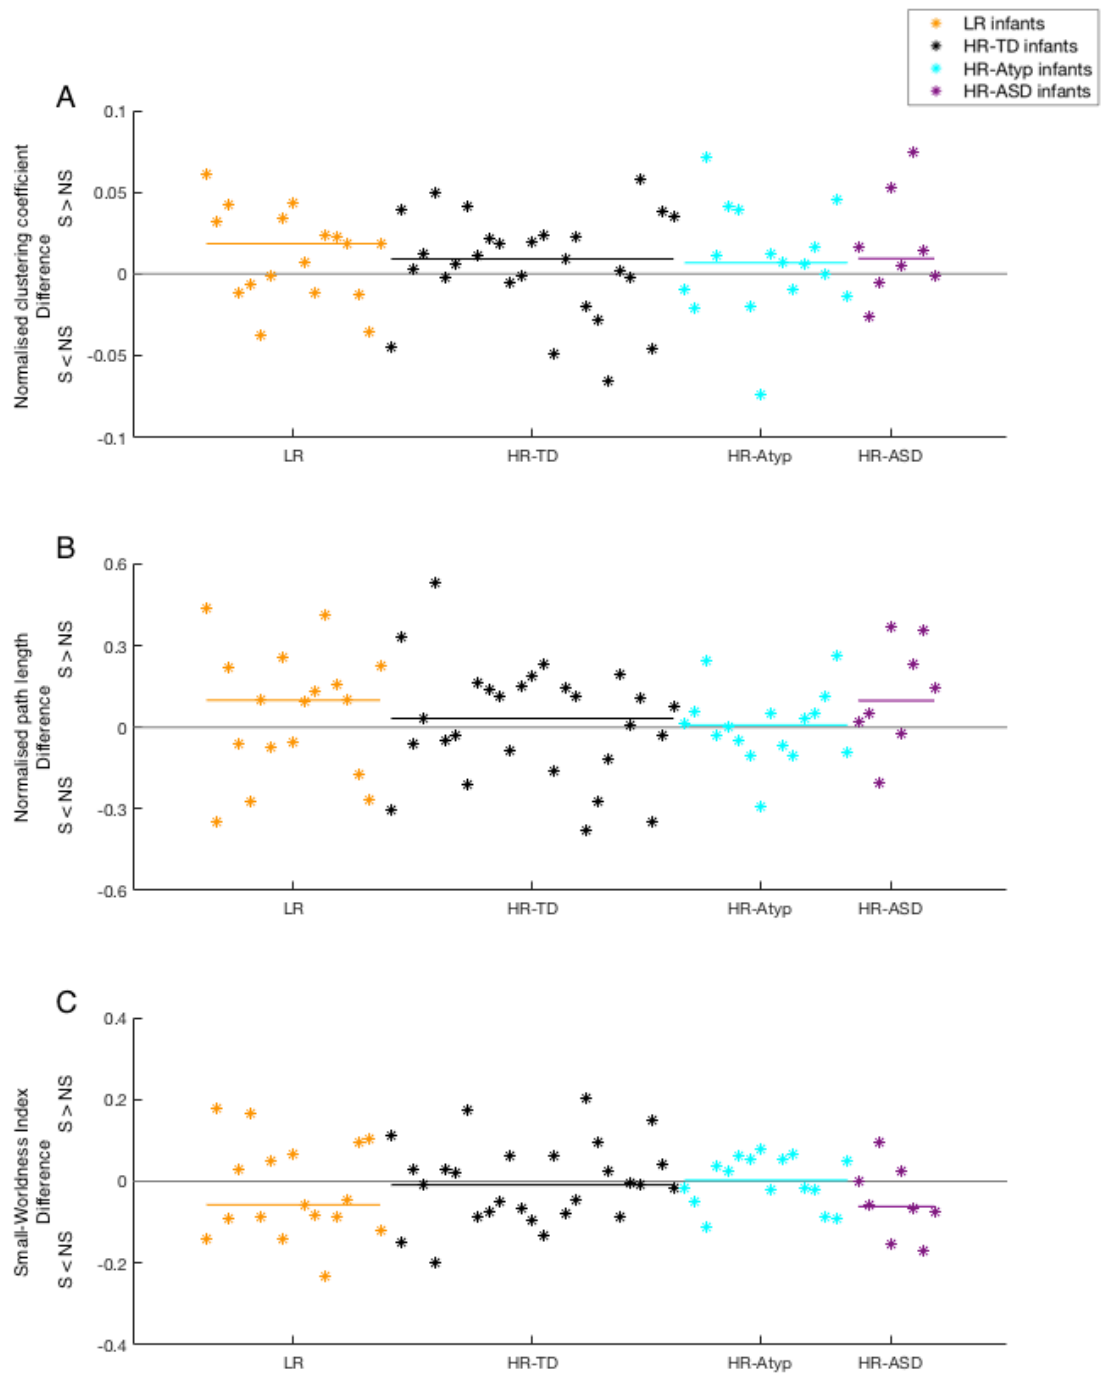 LR infants
HR-TD infants
HR-Atyp infants
HR-ASD infants
A
Normalised clustering coefficient
Difference
S < NS
S > NS
0.1
0.05
0
-0.05
-0.1
LR
HR-TD
HR-Atyp
HR-ASD
B
Normalised path length
Difference
S < NS
S > NS
0.6
0.3
0
-0.3
-0.6
LR
HR-TD
HR-Atyp
HR-ASD
C
Small-Worldness Index
Difference
S < NS
S > NS
0.4
0.2
0
-0.2
-0.4
LR
HR-TD
HR-Atyp
HR-ASD